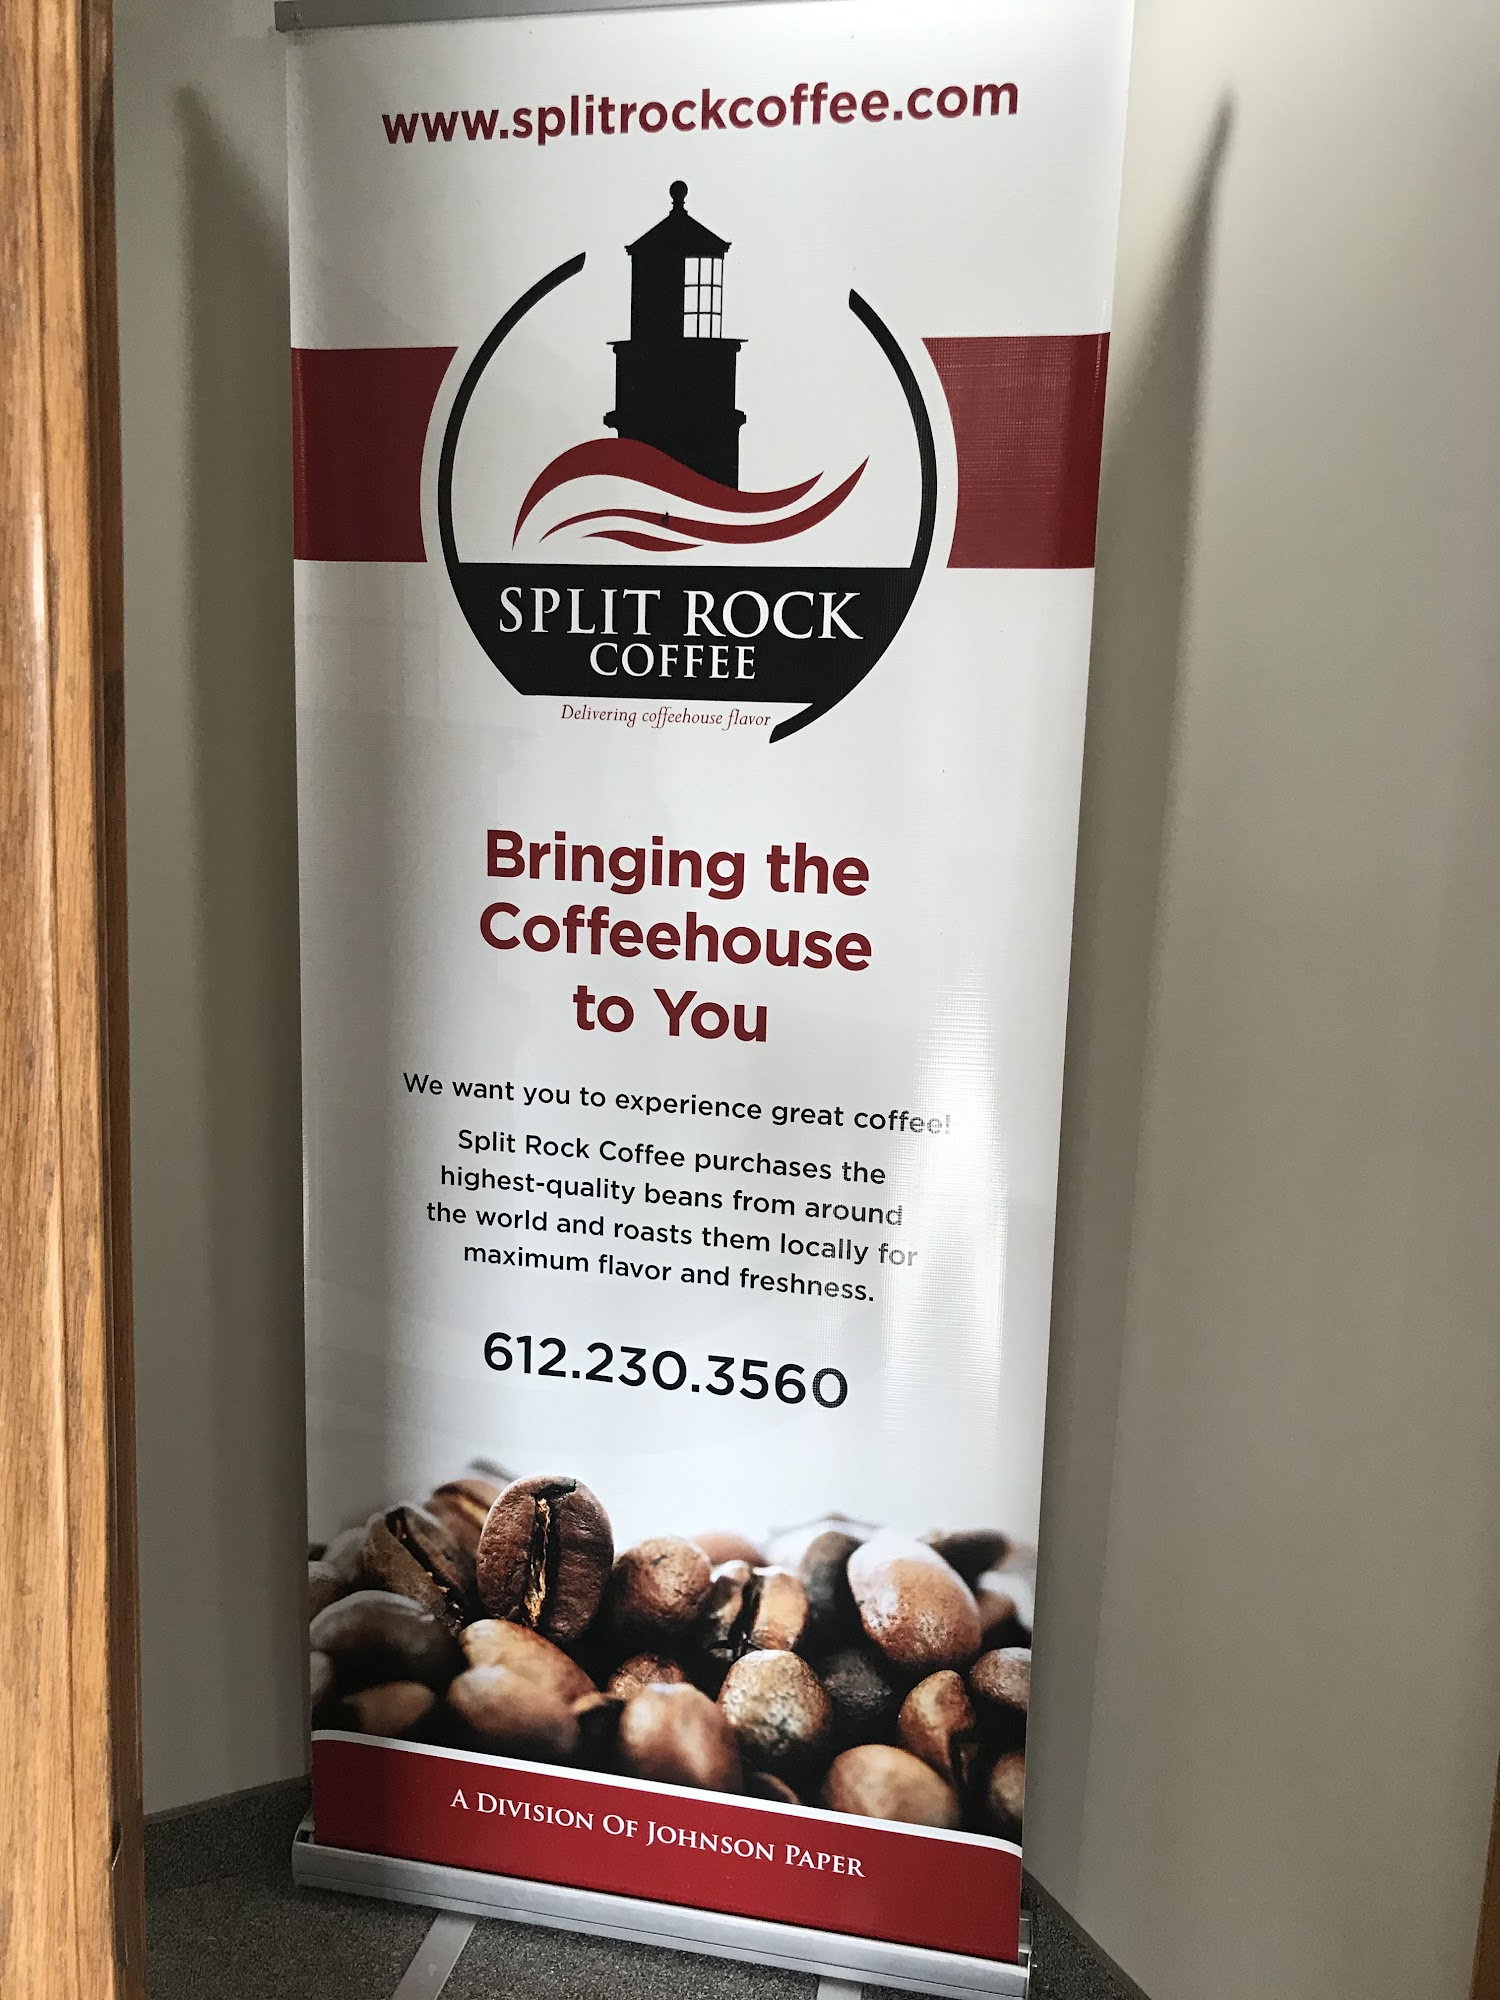 www.splitrockcoffee.com
SPLIT ROCK
COFFEE
Delivering coffeehouse flavor
Bringing the
Coffeehouse
to You
We want you to experience great coffee!
Split Rock Coffee purchases the
highest-quality beans from around
the world and roasts them locally for
maximum flavor and freshness.
612.230.3560
A DIVISION OF JOHNSON PAPER